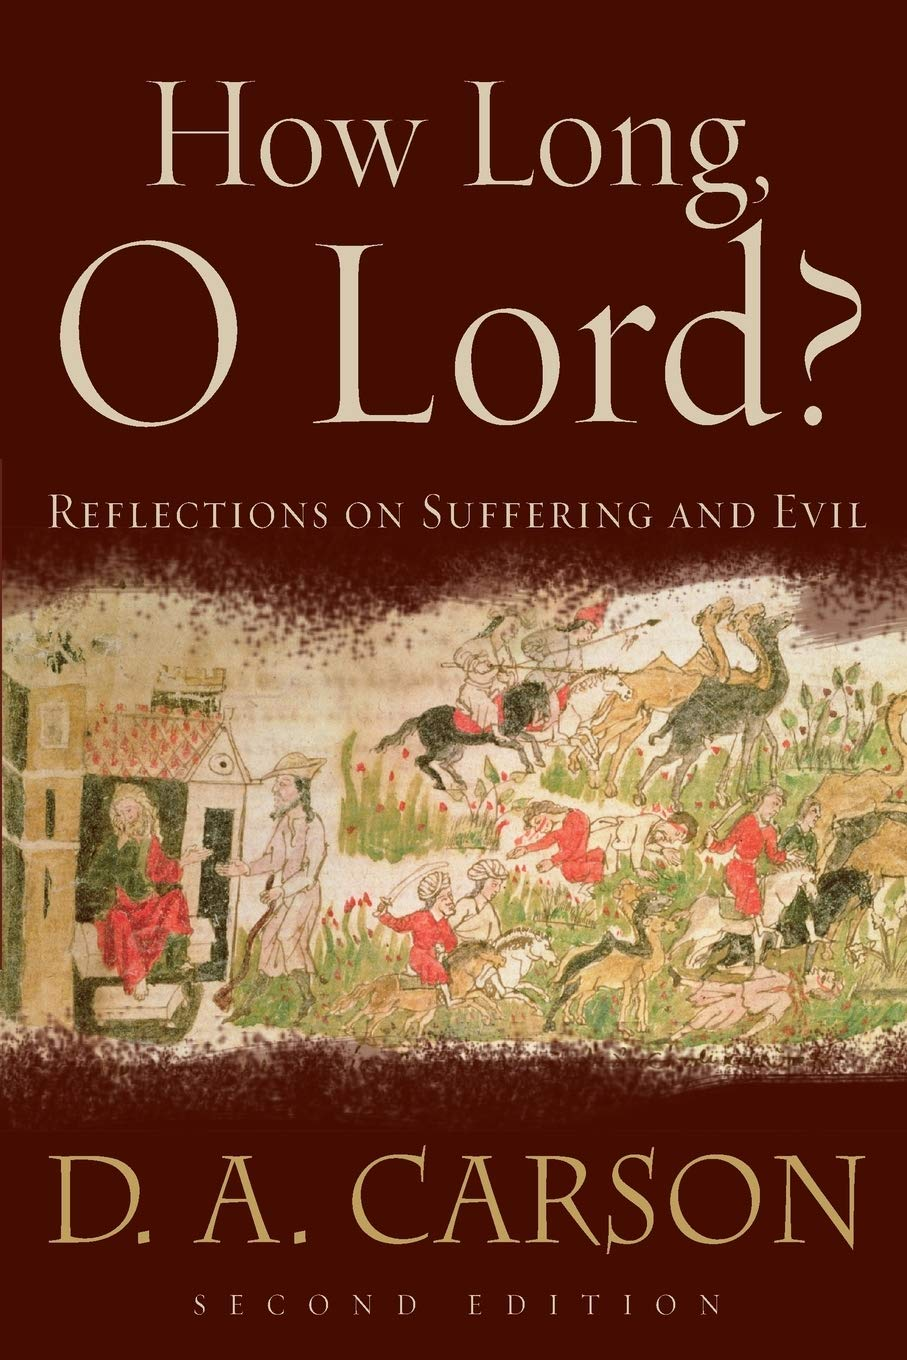 How Long,
O Lord?
Reflections on Suffering and Evil
D. A. Carson
Second Edition